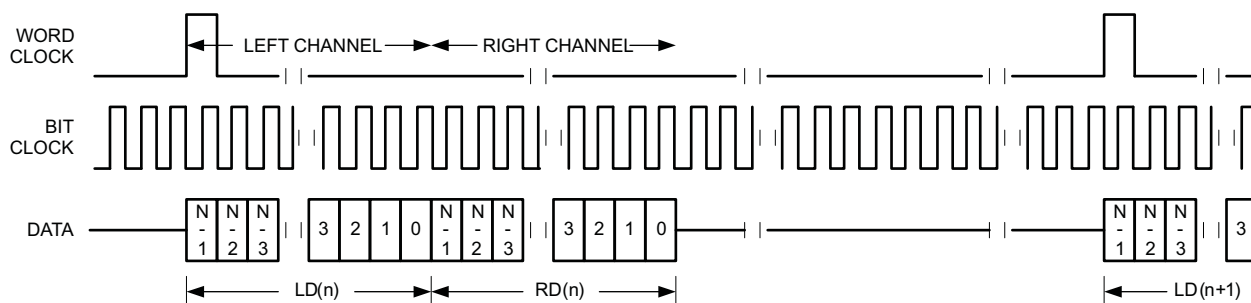 WORD
CLOCK
LEFT CHANNEL
RIGHT CHANNEL
BIT
CLOCK
DATA
N
-
1
N
-
2
N
-
3
3 2 1 0
N
-
1
N
-
2
N
-
3
3 2 1 0
N
-
1
N
-
2
N
-
3
3
LD(n)
RD(n)
LD(n+1)